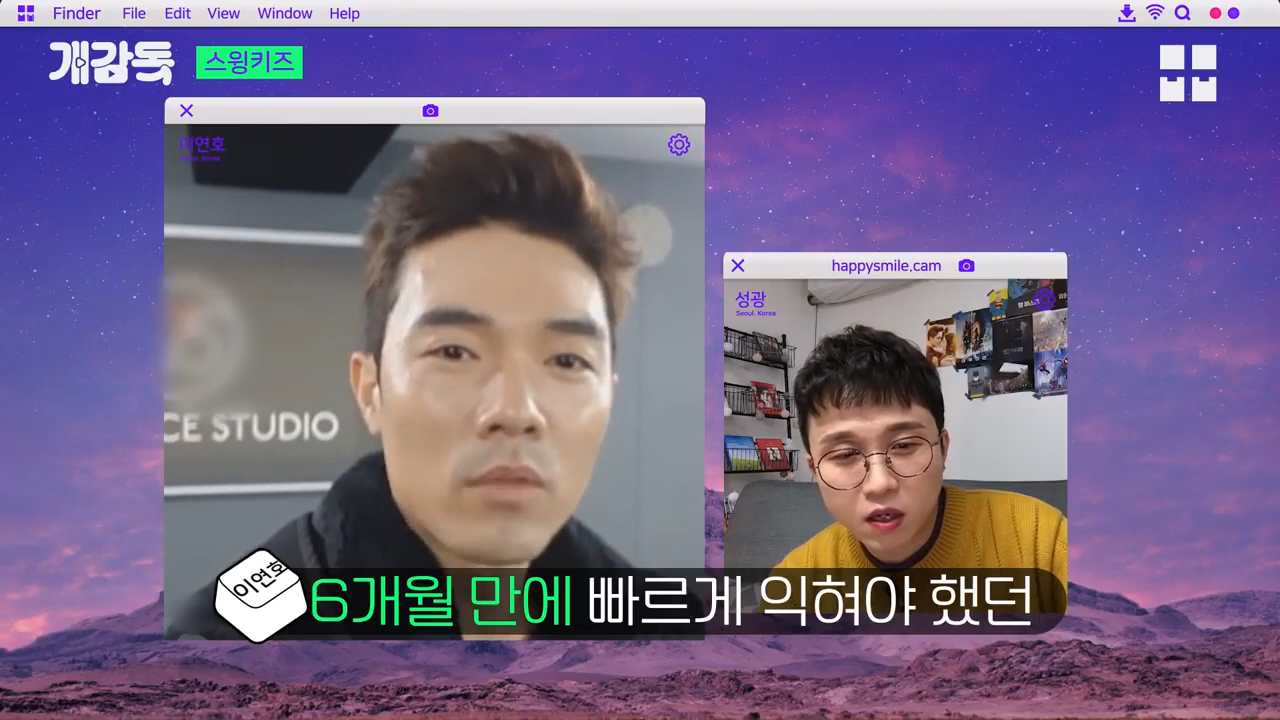 Finder File Edit View Window Help
개감독 스윙키즈
이연호
Seoul, Korea
CE STUDIO
happysmile.cam
성광
Seoul, Korea
이연호
6개월 만에 빠르게 익혀야 했던